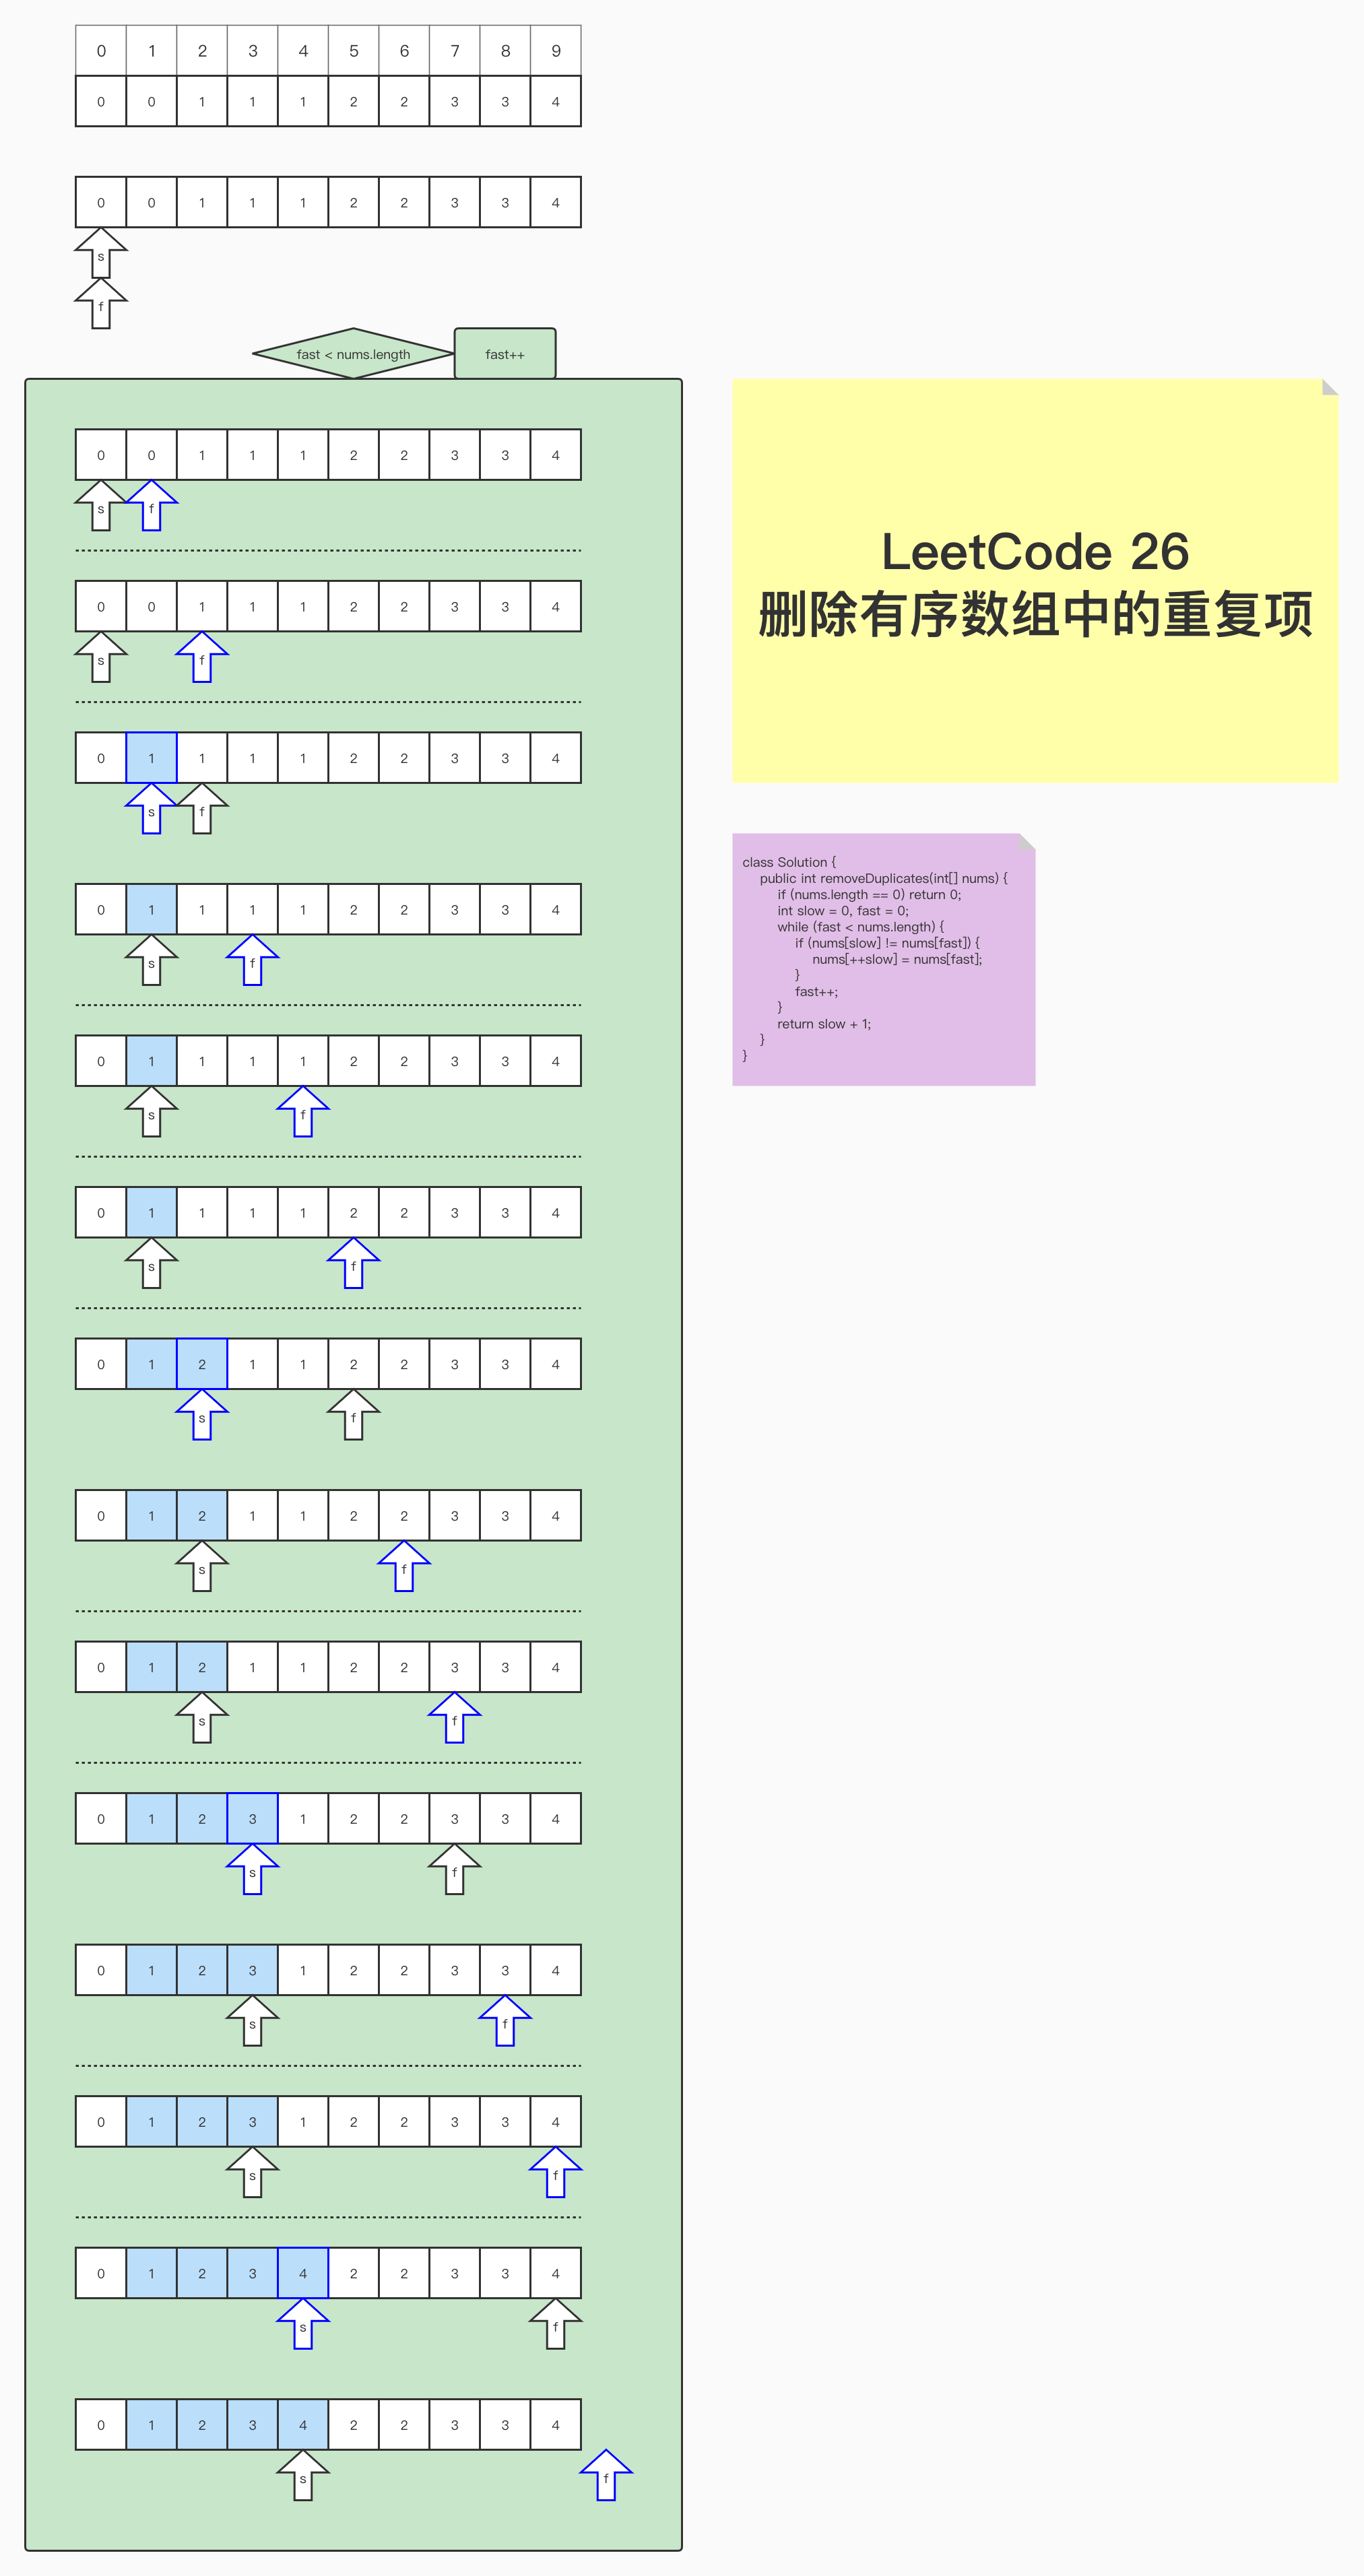 0 1 2 3 4 5 6 7 8 9
0 0 1 1 1 2 2 3 3 4
0 0 1 1 1 2 2 3 3 4
s
f
fast < nums.length fast++
0 0 1 1 1 2 2 3 3 4
s f
0 0 1 1 1 2 2 3 3 4
s f
0 1 1 1 1 2 2 3 3 4
s f
0 1 1 1 1 2 2 3 3 4
s f
0 1 1 1 1 2 2 3 3 4
s f
0 1 1 1 1 2 2 3 3 4
s f
0 1 2 1 1 2 2 3 3 4
s f
0 1 2 1 1 2 2 3 3 4
s f
0 1 2 1 1 2 2 3 3 4
s f
0 1 2 3 1 2 2 3 3 4
s f
0 1 2 3 1 2 2 3 3 4
s f
0 1 2 3 1 2 2 3 3 4
s f
0 1 2 3 4 2 2 3 3 4
s f
0 1 2 3 4 2 2 3 3 4
s f
LeetCode 26
删除有序数组中的重复项
class Solution {
    public int removeDuplicates(int[] nums) {
        if (nums.length == 0) return 0;
        int slow = 0, fast = 0;
        while (fast < nums.length) {
            if (nums[slow] != nums[fast]) {
                nums[++slow] = nums[fast];
            }
            fast++;
        }
        return slow + 1;
    }
}